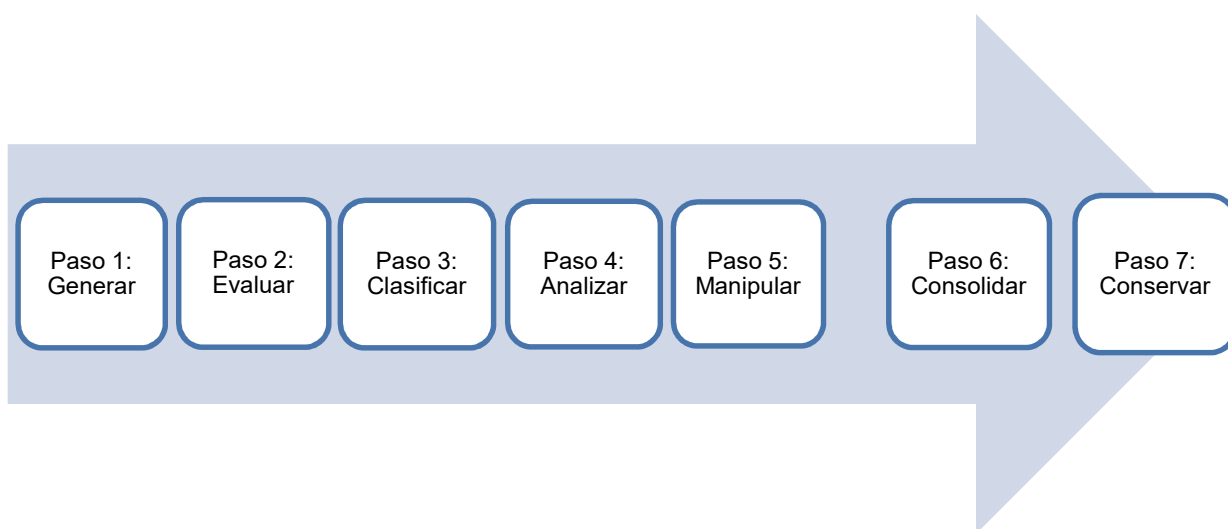 Paso 1:
Generar
Paso 2:
Evaluar
Paso 3:
Clasificar
Paso 4:
Analizar
Paso 5:
Manipular
Paso 6:
Consolidar
Paso 7:
Conservar